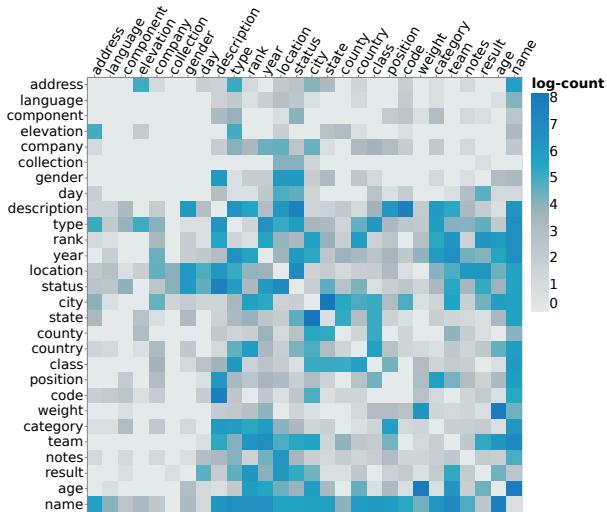 address
language
component
elevation
company
collection
gender
day
description
type
rank
year
location
status
city
state
county
country
class
position
code
weight
category
team
notes
result
age
name
log-count
8
7
6
5
4
3
2
1
0
address
language
component
elevation
company
collection
gender
day
description
type
rank
year
location
status
city
state
county
country
class
position
code
weight
category
team
notes
result
age
name